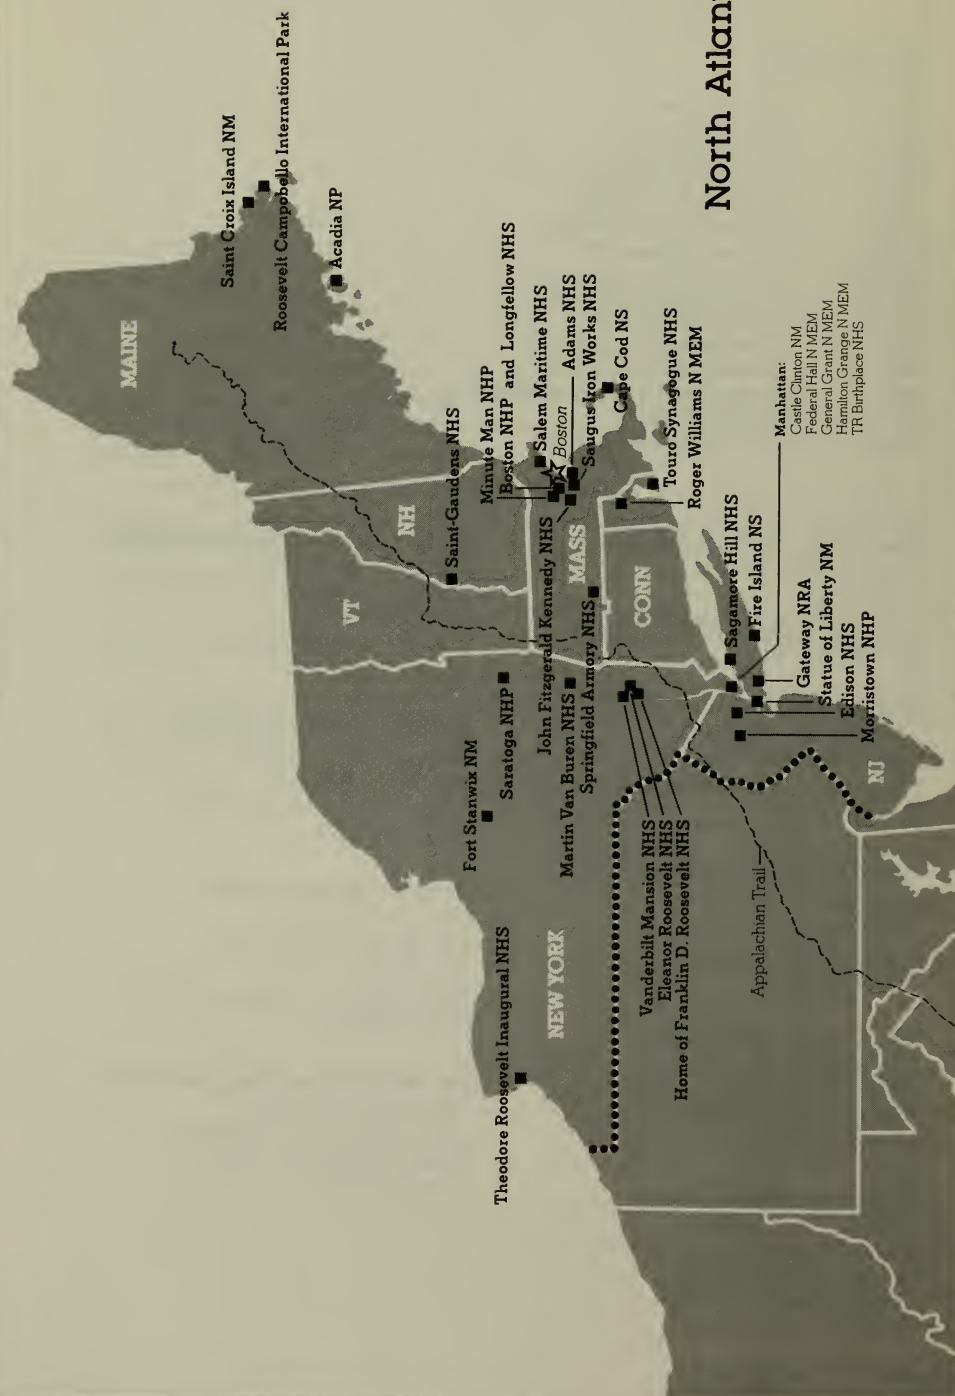 North Atlan
MAINE
Saint Croix Island NM
Roosevelt Campobello International Park
Acadia NP
NH
VT
Saint-Gaudens NHS
Minute Man NHP
Boston NHP and Longfellow NHS
Salem Maritime NHS
Boston
Adams NHS
Saugus Iron Works NHS
Cape Cod NS
MASS
CONN
Touro Synagogue NHS
Roger Williams N MEM
John Fitzgerald Kennedy NHS
Springfield Armory NHS
Martin Van Buren NHS
Saratoga NHP
Fort Stanwix NM
NEW YORK
Theodore Roosevelt Inaugural NHS
Vanderbilt Mansion NHS
Eleanor Roosevelt NHS
Home of Franklin D. Roosevelt NHS
Appalachian Trail
Manhattan:
Castle Clinton NM
Federal Hall N MEM
General Grant N MEM
Hamilton Grange N MEM
TR Birthplace NHS
Sagamore Hill NHS
Fire Island NS
Gateway NRA
Statue of Liberty NM
Edison NHS
Morristown NHP
NJ